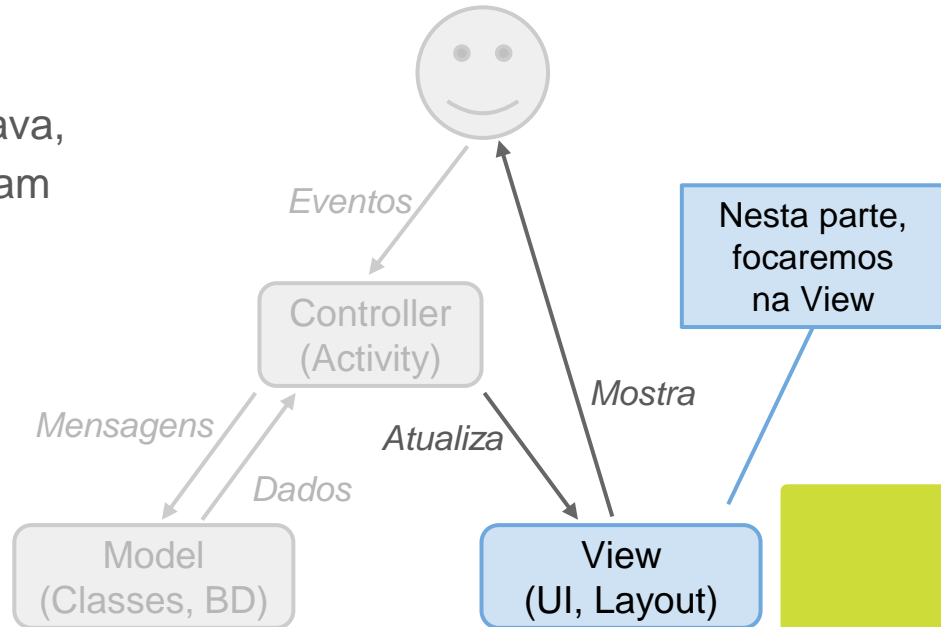 ava,
am
Eventos
Nesta parte,
focaremos
na View
Controller
(Activity)
Mostra
Mensagens
Atualiza
Dados
Model
(Classes, BD)
View
(UI, Layout)